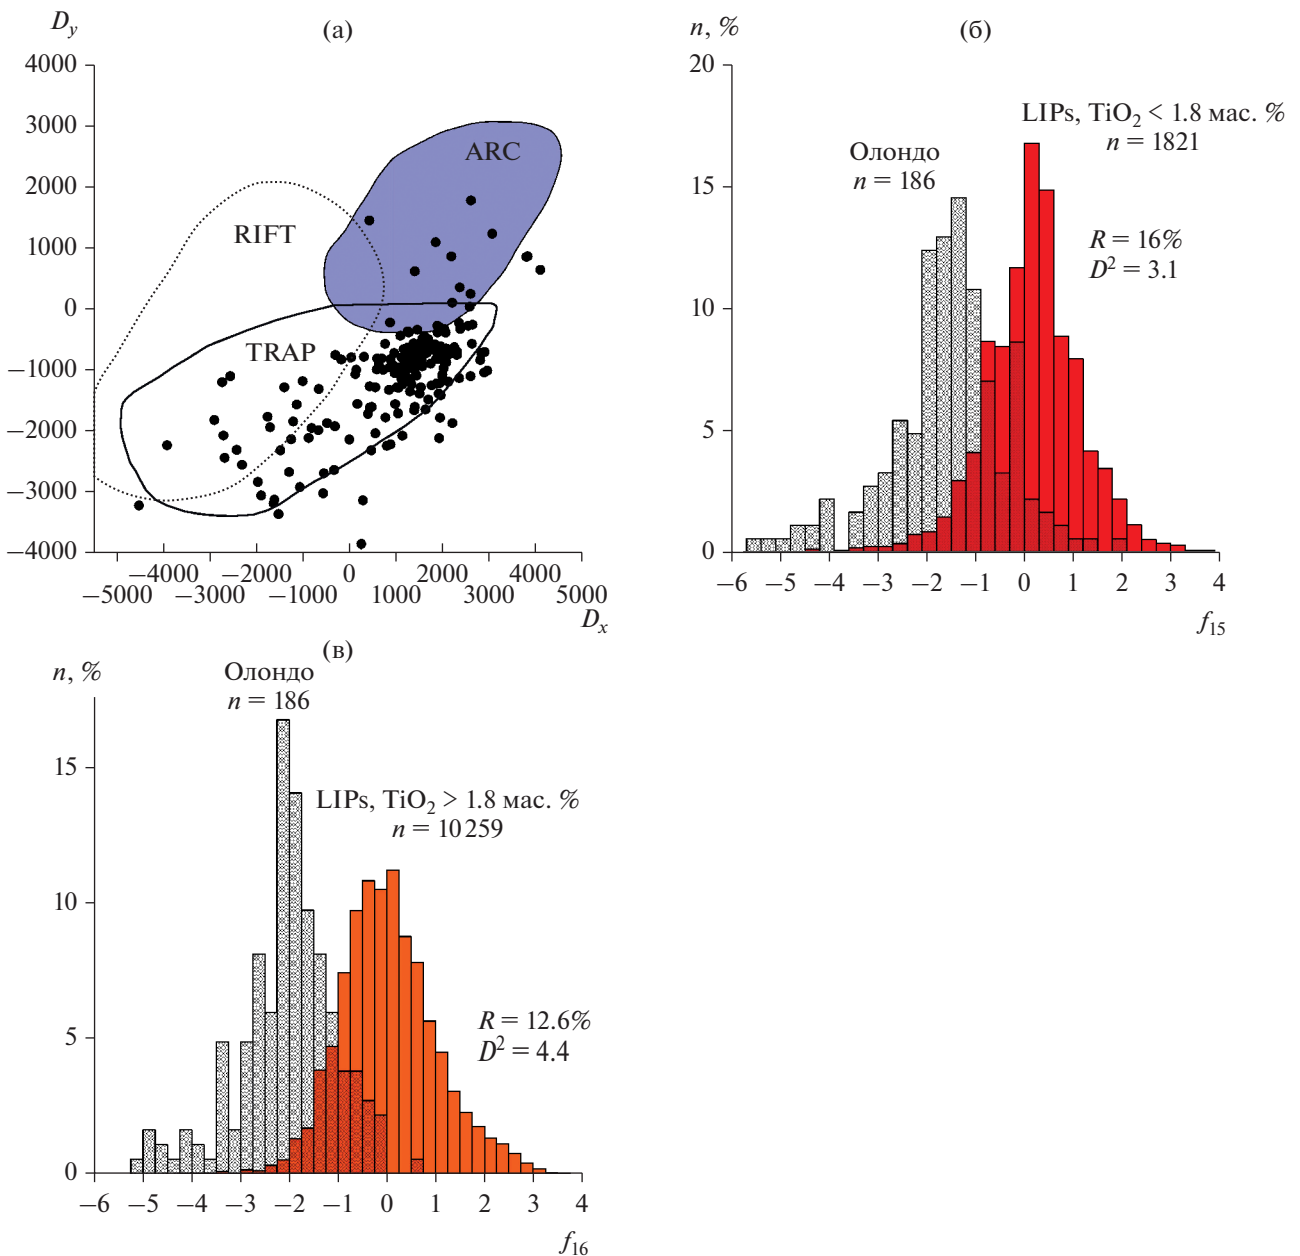 (а)
D_y
4000
3000
2000
1000
0
−1000
−2000
−3000
−4000
ARC
RIFT
TRAP
−4000 −2000 0 2000 4000
−5000 −3000 −1000 1000 3000 5000
D_x
(б)
n, %
20
15
10
5
0
LIPs, TiO₂ < 1.8 мас. %
n = 1821
Олондо
n = 186
R = 16%
D² = 3.1
−6 −5 −4 −3 −2 −1 0 1 2 3 4
f₁₅
(в)
n, %
Олондо
n = 186
15
10
5
0
LIPs, TiO₂ > 1.8 мас. %
n = 10 259
R = 12.6%
D² = 4.4
−6 −5 −4 −3 −2 −1 0 1 2 3 4
f₁₆